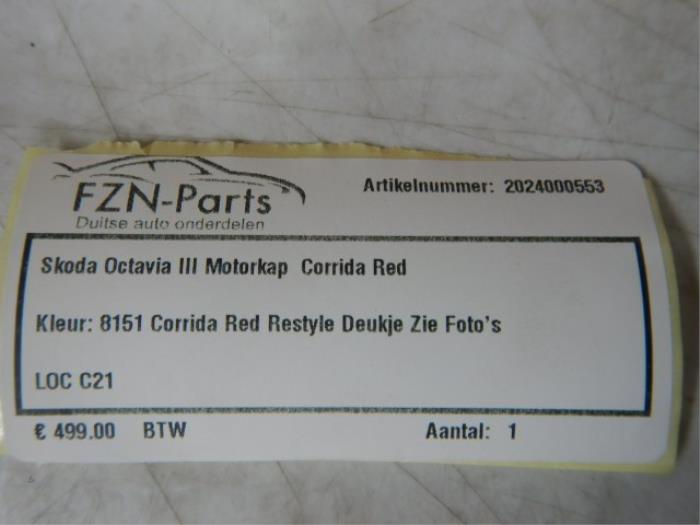 FZN-Parts
Duitse auto onderdelen
Artikelnummer: 2024000553
Skoda Octavia III Motorkap Corrida Red
Kleur: 8151 Corrida Red Restyle Deukje Zie Foto's
LOC C21
€ 499.00 BTW Aantal: 1